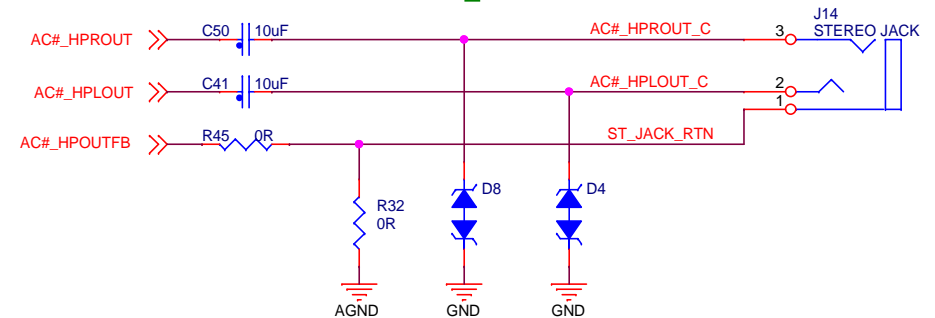 J14
STEREO JACK
AC#_HPROUT
C50
10uF
AC#_HPROUT_C
3
AC#_HPLOUT
C41
10uF
AC#_HPLOUT_C
2
1
AC#_HPOUTFB
R45
0R
ST_JACK_RTN
R32
0R
D8
D4
AGND
GND
GND